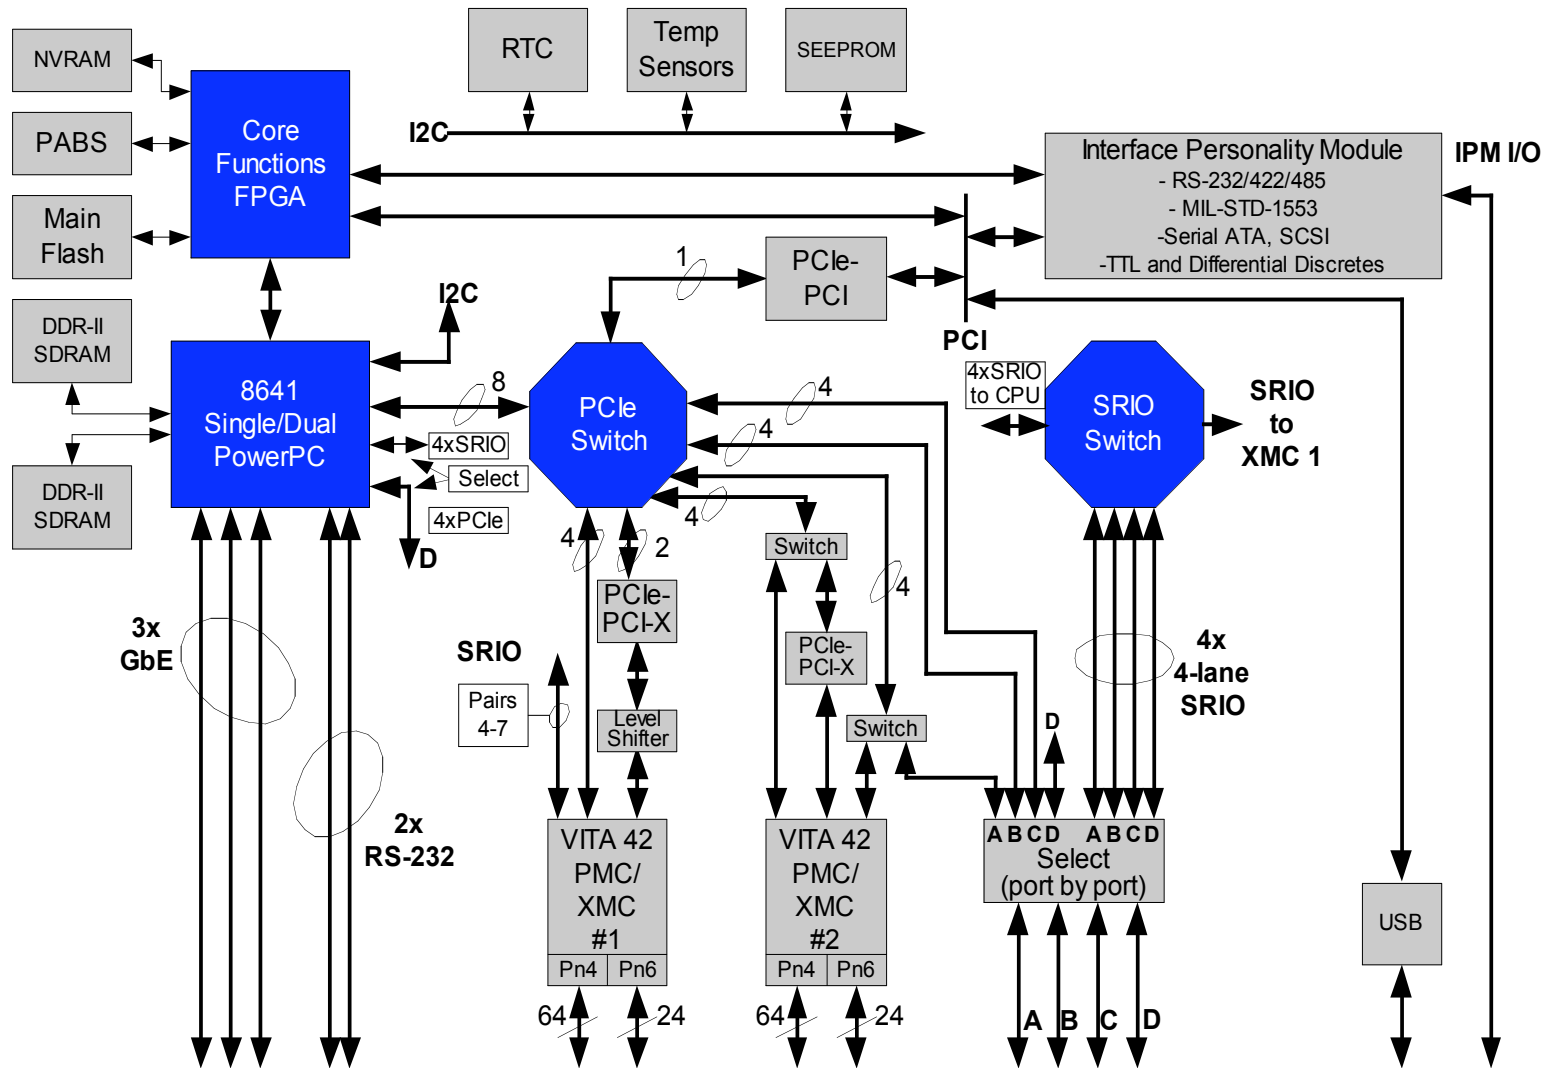 NVRAM
PABS
Main
Flash
DDR-II
SDRAM
DDR-II
SDRAM
Core
Functions
FPGA
8641
Single/Dual
PowerPC
RTC
Temp
Sensors
SEEPROM
I2C
Interface Personality Module
- RS-232/422/485
- MIL-STD-1553
-Serial ATA, SCSI
-TTL and Differential Discretes
IPM I/O
1
PCIe-
PCI
PCI
I2C
8
PCIe
Switch
4
4
4
4
4
2
4xSRIO
Select
4xPCIe
D
4xSRIO
to CPU
SRIO
Switch
SRIO
to
XMC 1
Switch
PCIe-
PCI-X
PCIe-
PCI-X
Switch
Level
Shifter
SRIO
Pairs
4-7
3x
GbE
2x
RS-232
4x
4-lane
SRIO
D
VITA 42
PMC/
XMC
#1
Pn4 Pn6
64 24
VITA 42
PMC/
XMC
#2
Pn4 Pn6
64 24
A B C D A B C D
Select
(port by port)
A B C D
USB